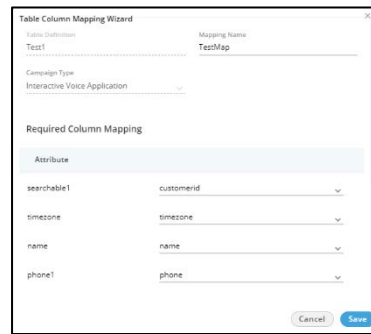 Table Column Mapping Wizard
Table Definition Mapping Name
Test1 TestMap
Campaign Type
Interactive Voice Application
Required Column Mapping
Attribute
searchable1 customerid
timezone timezone
name name
phone1 phone
Cancel Save